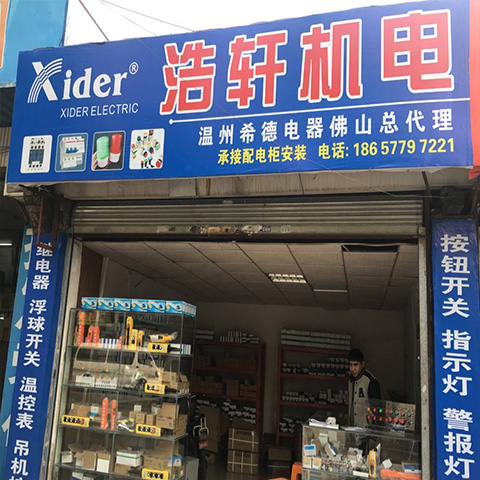 Xider®
XIDER ELECTRIC
浩轩机电
温州希德电器佛山总代理
承接配电柜安装 电话: 186 5779 7221
继电器 浮球开关 温控表 吊机
按钮开关 指示灯 警报灯